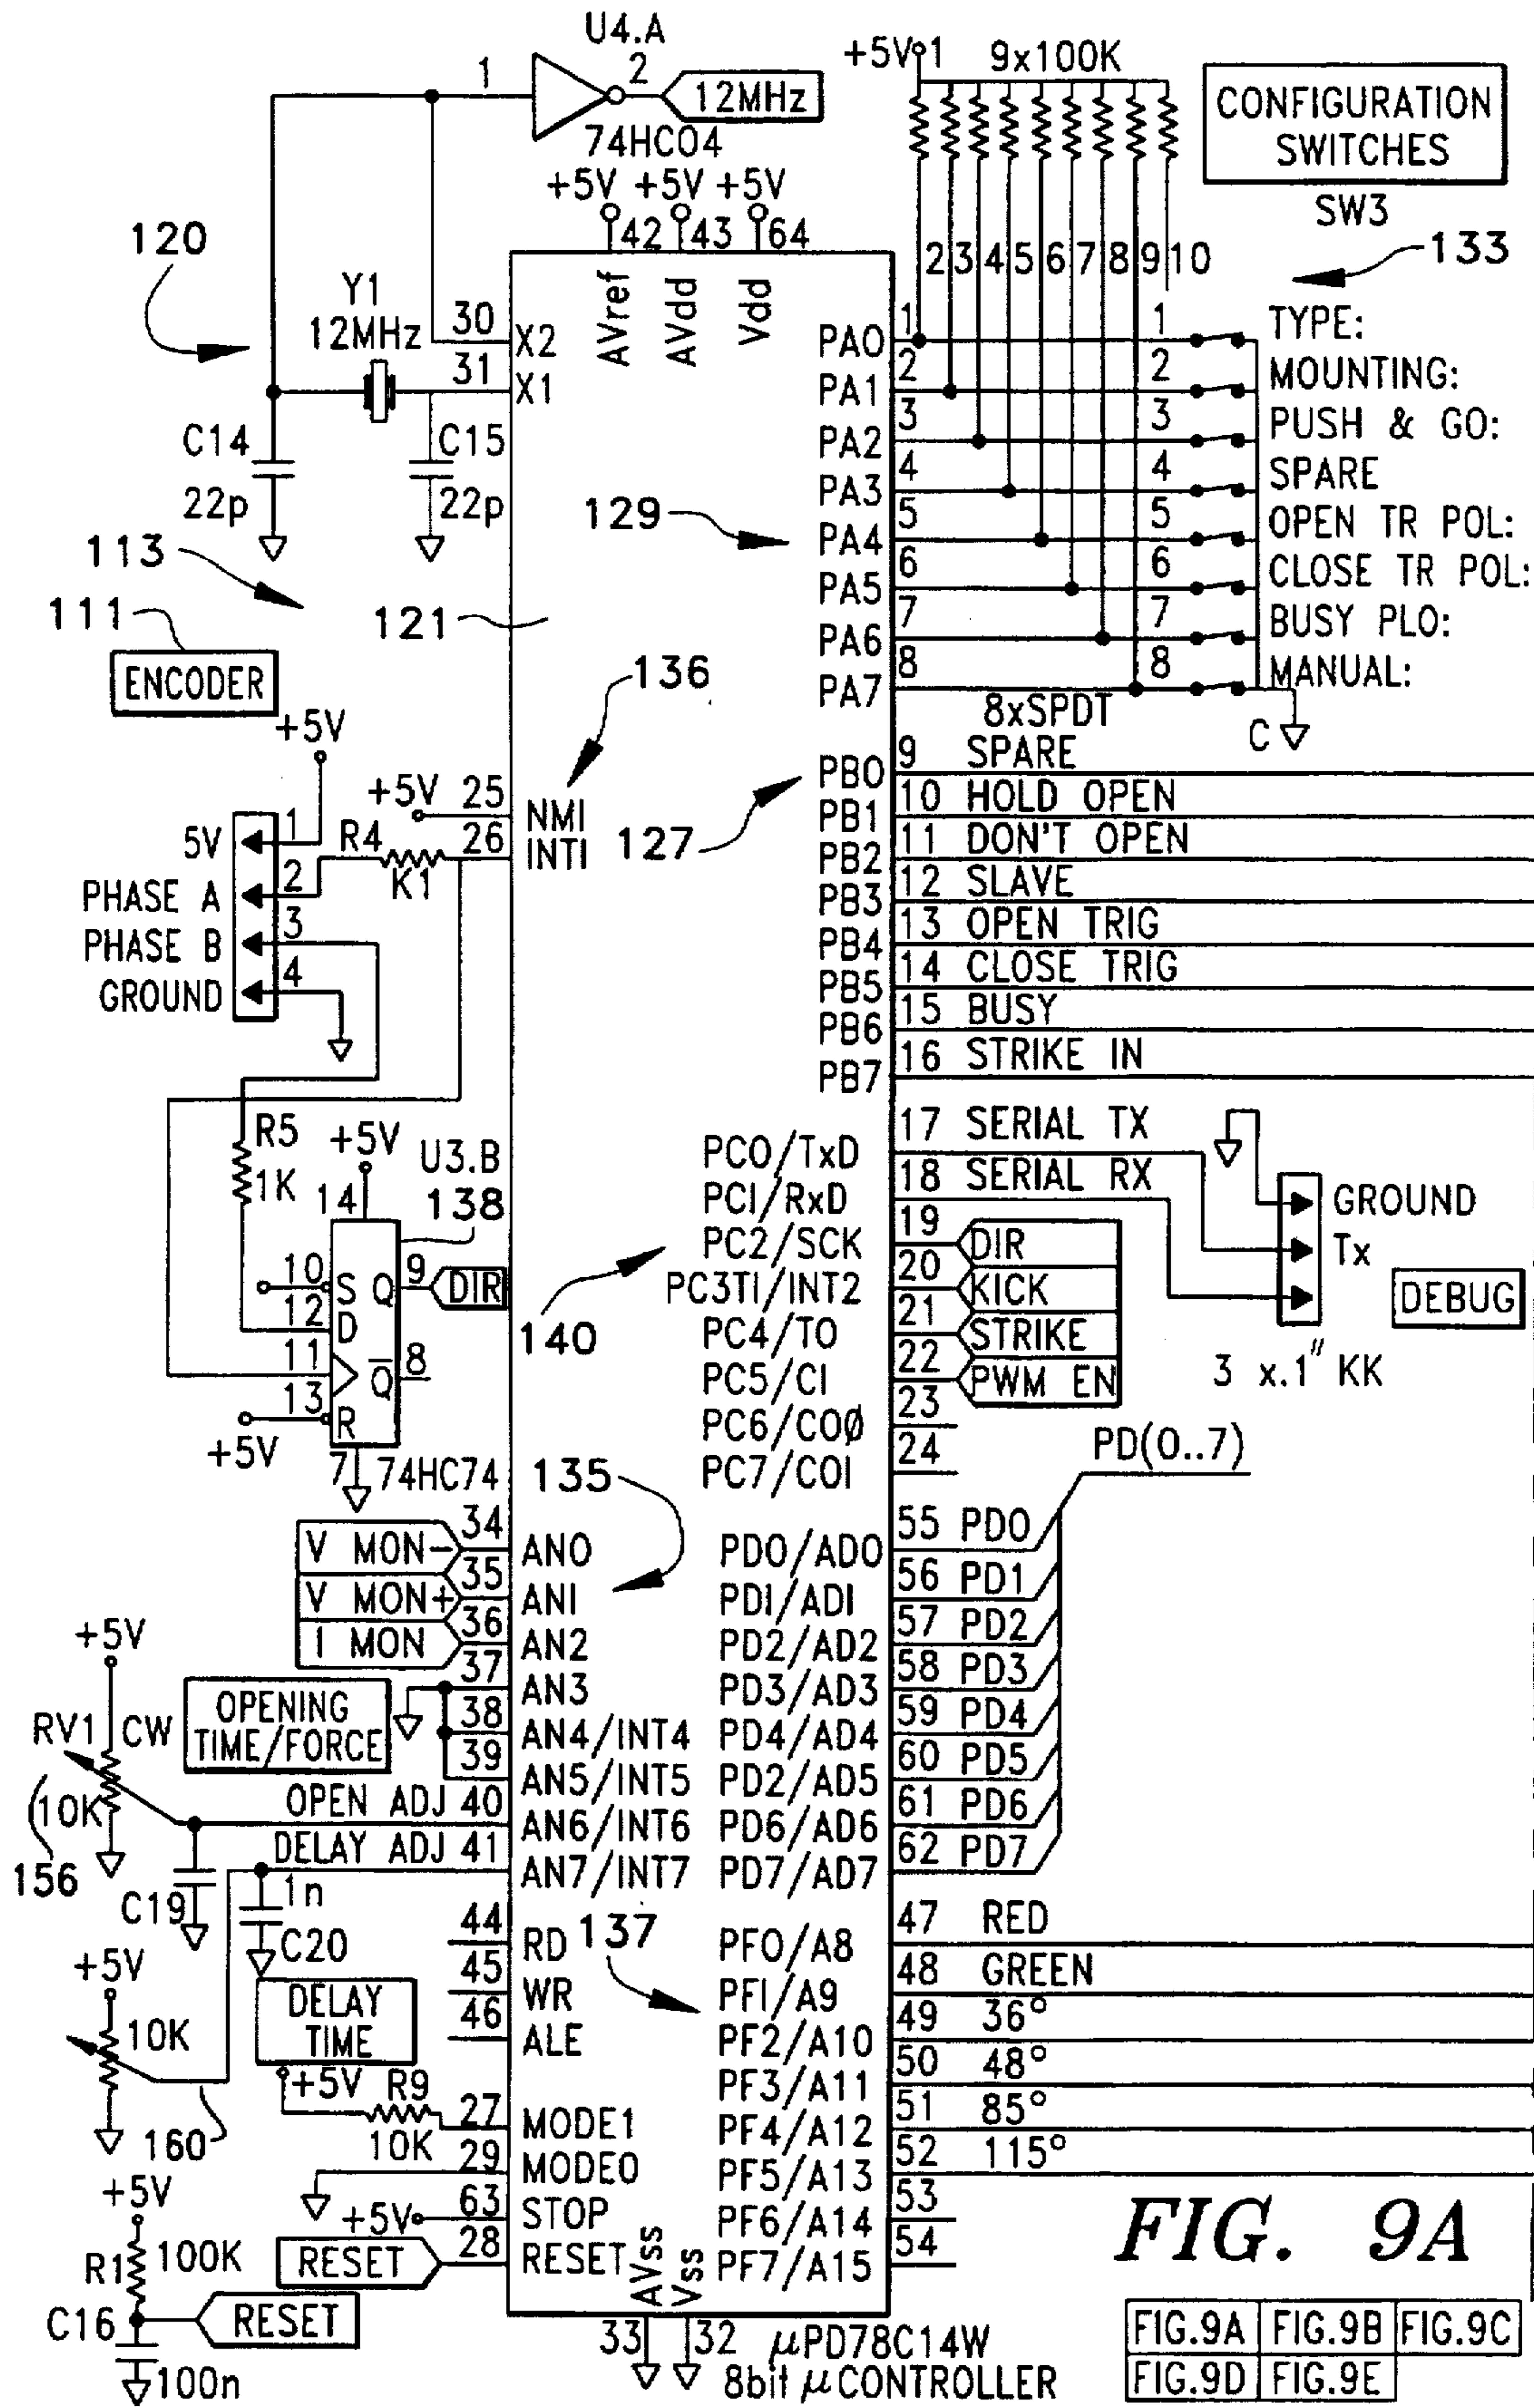 U4.A
1
2
12MHz
74HC04
+5V 1
9x100K
CONFIGURATION
SWITCHES
SW3
133
+5V +5V +5V
42 43 64
AVref AVdd Vdd
2 3 4 5 6 7 8 9 10
120
Y1
12MHz
30 X2
31 X1
C14
22p
C15
22p
PA0 1 1 TYPE:
PA1 2 2 MOUNTING:
PA2 3 3 PUSH & GO:
PA3 4 4 SPARE
129
PA4 5 5 OPEN TR POL:
PA5 6 6 CLOSE TR POL:
PA6 7 7 BUSY PLO:
PA7 8 8 MANUAL:
8xSPDT
C
113
111
ENCODER
121
136
+5V
5V 1
PHASE A 2
PHASE B 3
GROUND 4
R4
K1
+5V 25 NMI
26 INTI
127
PB0 9 SPARE
PB1 10 HOLD OPEN
PB2 11 DON'T OPEN
PB3 12 SLAVE
PB4 13 OPEN TRIG
PB5 14 CLOSE TRIG
PB6 15 BUSY
PB7 16 STRIKE IN
R5
1K
+5V
14
U3.B
138
10 S Q 9 DIR
12 D
11 Q 8
13 R
+5V
7
74HC74
140
PC0/TxD 17 SERIAL TX
PCI/RxD 18 SERIAL RX
PC2/SCK 19 DIR
PC3TI/INT2 20 KICK
PC4/TO 21 STRIKE
PC5/CI 22 PWM EN
PC6/COØ 23
PC7/COI 24
GROUND
Tx
DEBUG
3 x.1" KK
PD(0..7)
135
V MON- 34 AN0
V MON+ 35 ANI
I MON 36 AN2
37 AN3
38 AN4/INT4
39 AN5/INT5
OPEN ADJ 40 AN6/INT6
DELAY ADJ 41 AN7/INT7
PD0/AD0 55 PD0
PDI/ADI 56 PD1
PD2/AD2 57 PD2
PD3/AD3 58 PD3
PD4/AD4 59 PD4
PD2/AD5 60 PD5
PD6/AD6 61 PD6
PD7/AD7 62 PD7
+5V
RV1 CW
10K
156
OPENING
TIME/FORCE
C19
1n
C20
+5V
10K
160
DELAY
TIME
44 RD
45 WR
46 ALE
137
PF0/A8 47 RED
PFI/A9 48 GREEN
PF2/A10 49 36°
PF3/A11 50 48°
PF4/A12 51 85°
PF5/A13 52 115°
PF6/A14 53
PF7/A15 54
+5V R9
10K
27 MODE1
29 MODE0
+5V 63 STOP
RESET 28 RESET
+5V
R1 100K
C16
100n
RESET
AVss Vss
33 32
μPD78C14W
8bit μ CONTROLLER
FIG. 9A
FIG.9A FIG.9B FIG.9C
FIG.9D FIG.9E